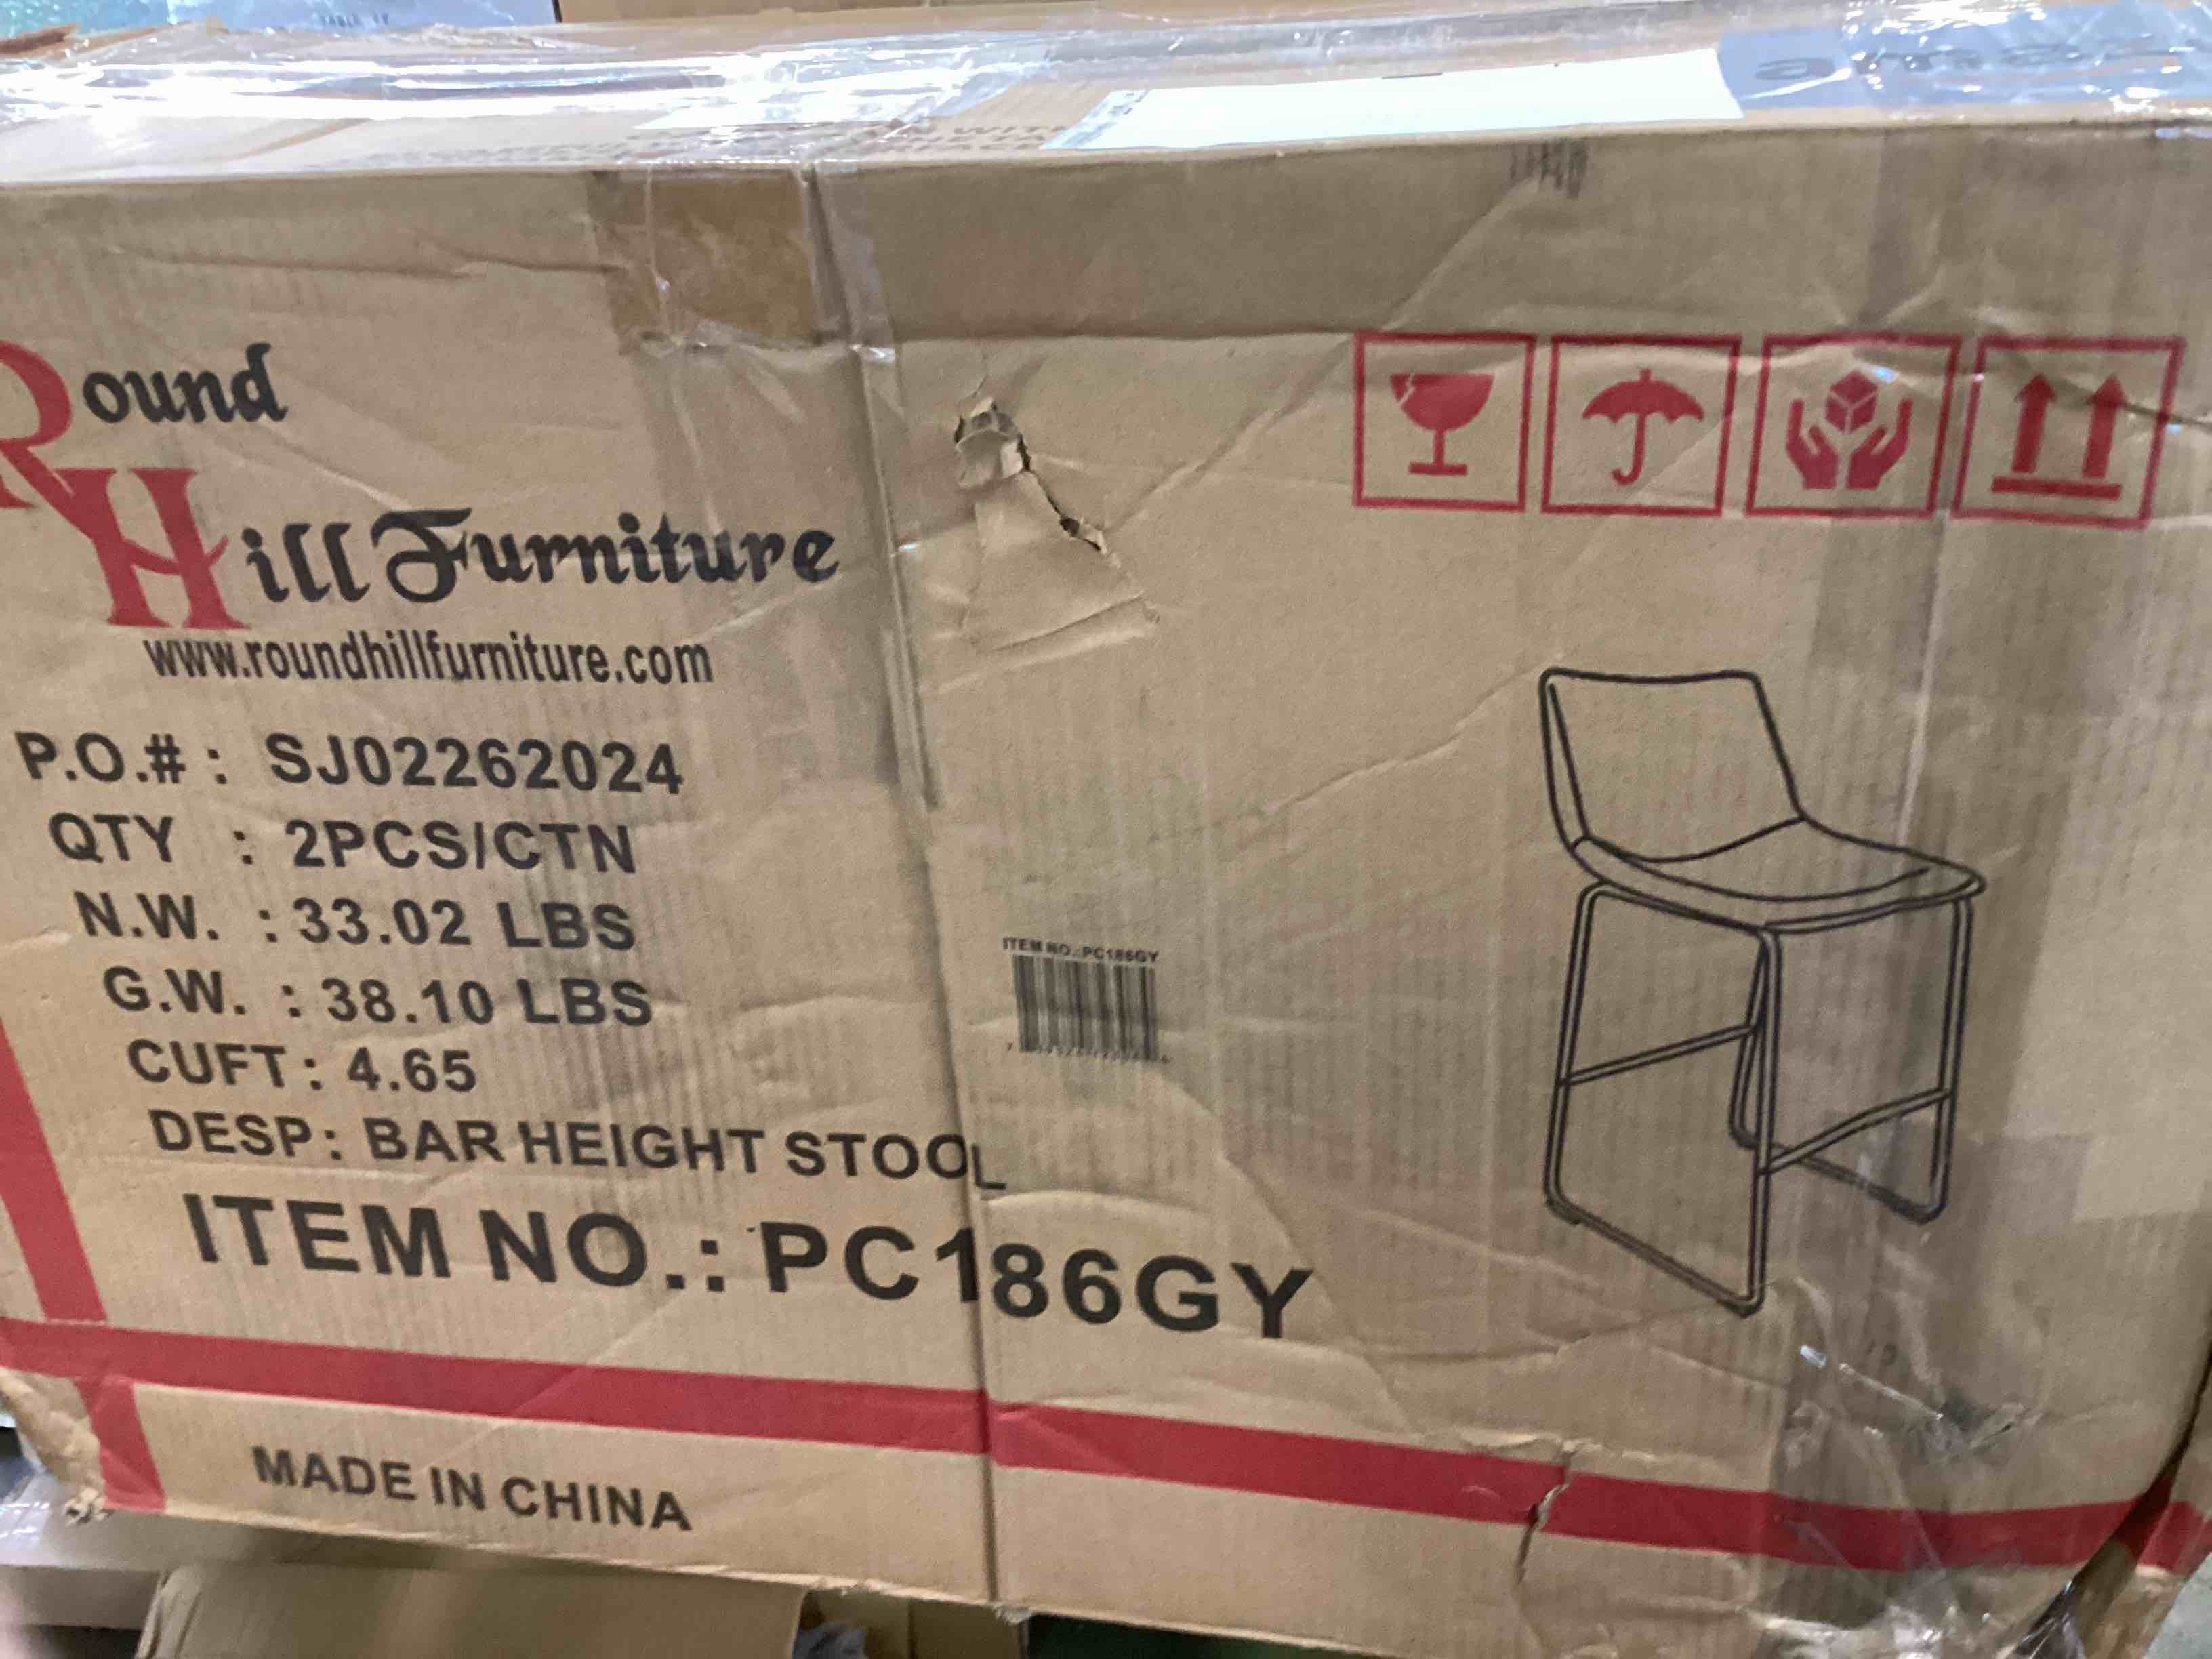 Round
Hill Furniture
www.roundhillfurniture.com
P.O.# : SJ02262024
QTY : 2PCS/CTN
N.W. : 33.02 LBS
G.W. : 38.10 LBS
CUFT : 4.65
DESP : BAR HEIGHT STOOL
ITEM NO.: PC186GY
ITEM NO.:PC186GY
MADE IN CHINA